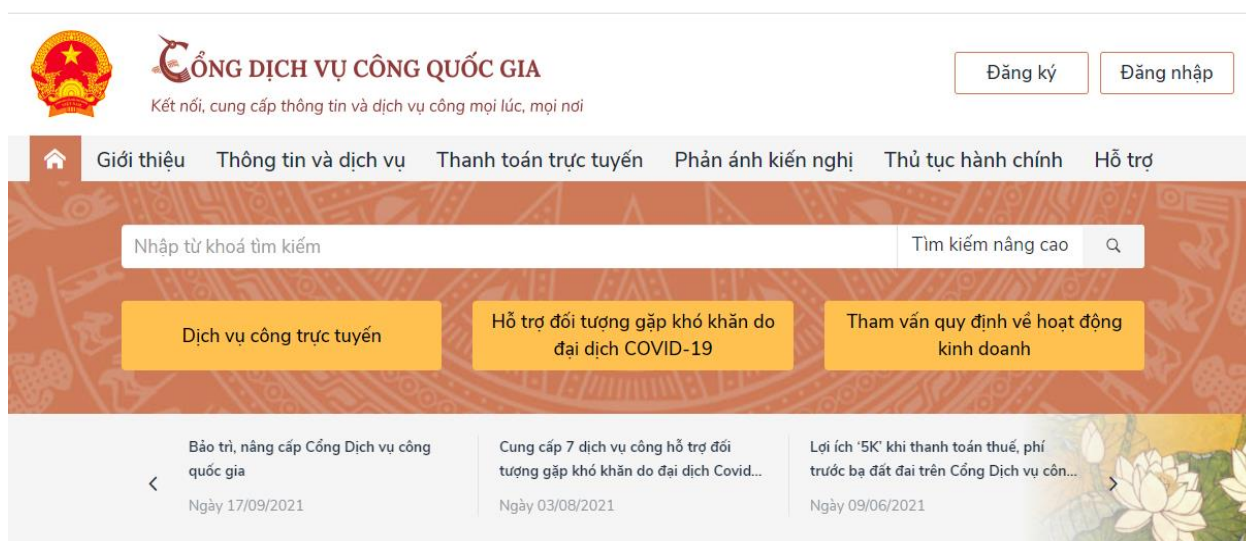 CỔNG DỊCH VỤ CÔNG QUỐC GIA
Kết nối, cung cấp thông tin và dịch vụ công mọi lúc, mọi nơi
Đăng ký
Đăng nhập
Giới thiệu Thông tin và dịch vụ Thanh toán trực tuyến Phản ánh kiến nghị Thủ tục hành chính Hỗ trợ
Nhập từ khoá tìm kiếm
Tìm kiếm nâng cao
Dịch vụ công trực tuyến
Hỗ trợ đối tượng gặp khó khăn do
đại dịch COVID-19
Tham vấn quy định về hoạt động
kinh doanh
Bảo trì, nâng cấp Cổng Dịch vụ công
quốc gia
Ngày 17/09/2021
Cung cấp 7 dịch vụ công hỗ trợ đối
tượng gặp khó khăn do đại dịch Covid...
Ngày 03/08/2021
Lợi ích ‘5K’ khi thanh toán thuế, phí
trước bạ đất đai trên Cổng Dịch vụ côn...
Ngày 09/06/2021